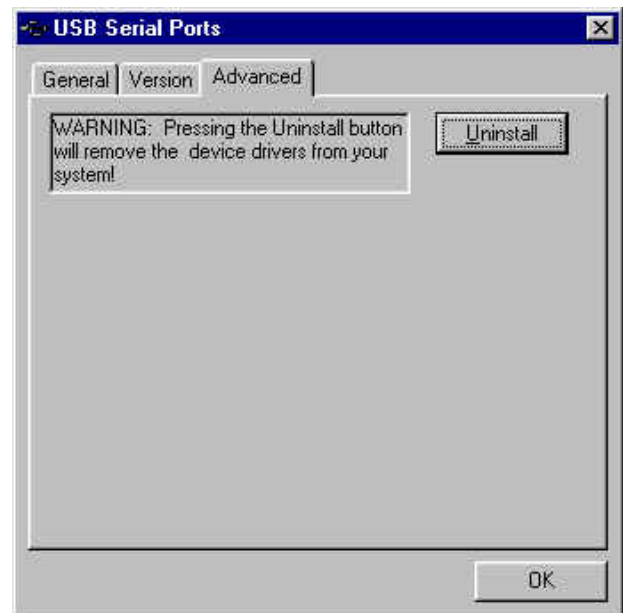 USB Serial Ports
General Version Advanced
WARNING: Pressing the Uninstall button
will remove the device drivers from your
system!
Uninstall
OK